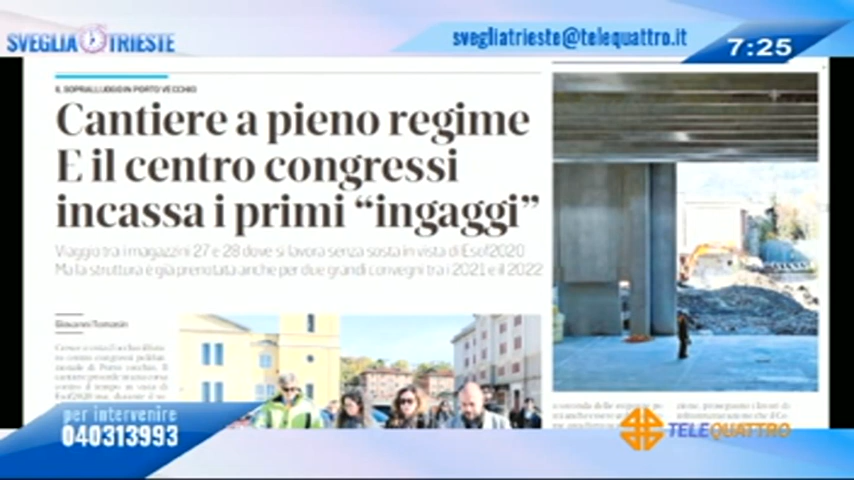 SVEGLIA TRIESTE
svegliatrieste@telequattro.it
7:25
IL SOPRALLUOGO IN PORTO VECCHIO
Cantiere a pieno regime
E il centro congressi
incassa i primi “ingaggi”
Viaggio tra i magazzini 27 e 28 dove si lavora senza sosta in vista di Esof2020
Ma la struttura è già prenotata anche per due grandi convegni tra i 2021 e il 2022
Giovanni Tomasin
per intervenire
040313993
TELEQUATTRO